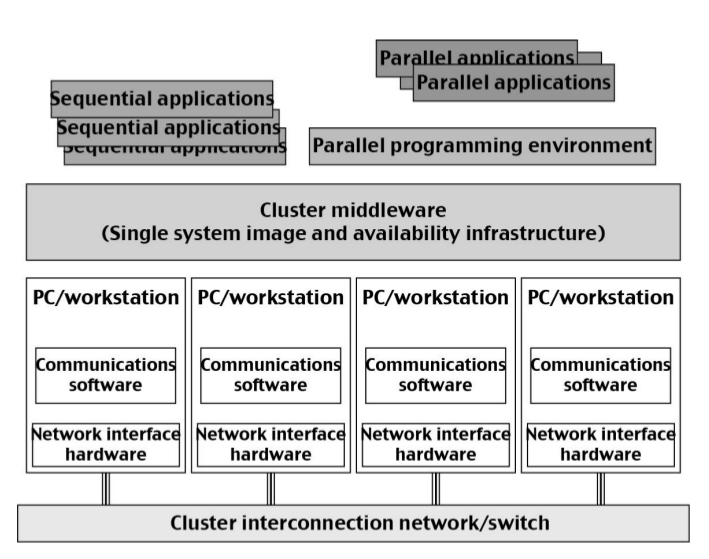 Parallel applications
Parallel applications
Sequential applications
Sequential applications
Sequential applications
Parallel programming environment
Cluster middleware
(Single system image and availability infrastructure)
PC/workstation
PC/workstation
PC/workstation
PC/workstation
Communications
software
Communications
software
Communications
software
Communications
software
Network interface
hardware
Network interface
hardware
Network interface
hardware
Network interface
hardware
Cluster interconnection network/switch